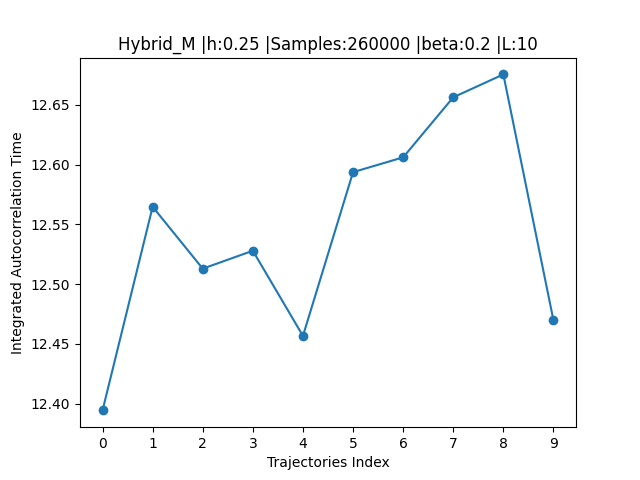 Hybrid_M |h:0.25 |Samples:260000 |beta:0.2 |L:10
Integrated Autocorrelation Time
12.65
12.60
12.55
12.50
12.45
12.40
0 1 2 3 4 5 6 7 8 9
Trajectories Index